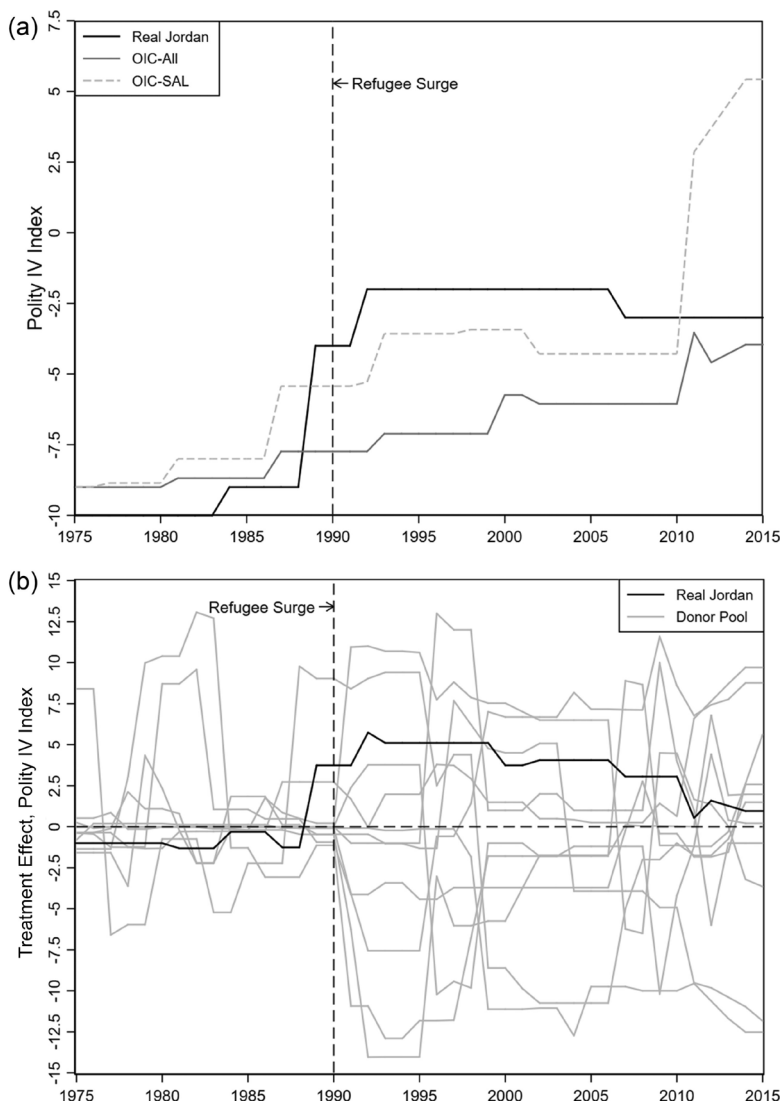 (a)
Real Jordan
OIC-All
OIC-SAL
←Refugee Surge
Polity IV Index
7.5
5
2.5
0
-2.5
-5
-7.5
-10
1975 1980 1985 1990 1995 2000 2005 2010 2015
(b)
Refugee Surge→
Real Jordan
Donor Pool
Treatment Effect, Polity IV Index
15
12.5
10
7.5
5
2.5
0
-2.5
-5
-7.5
-10
-12.5
-15
1975 1980 1985 1990 1995 2000 2005 2010 2015